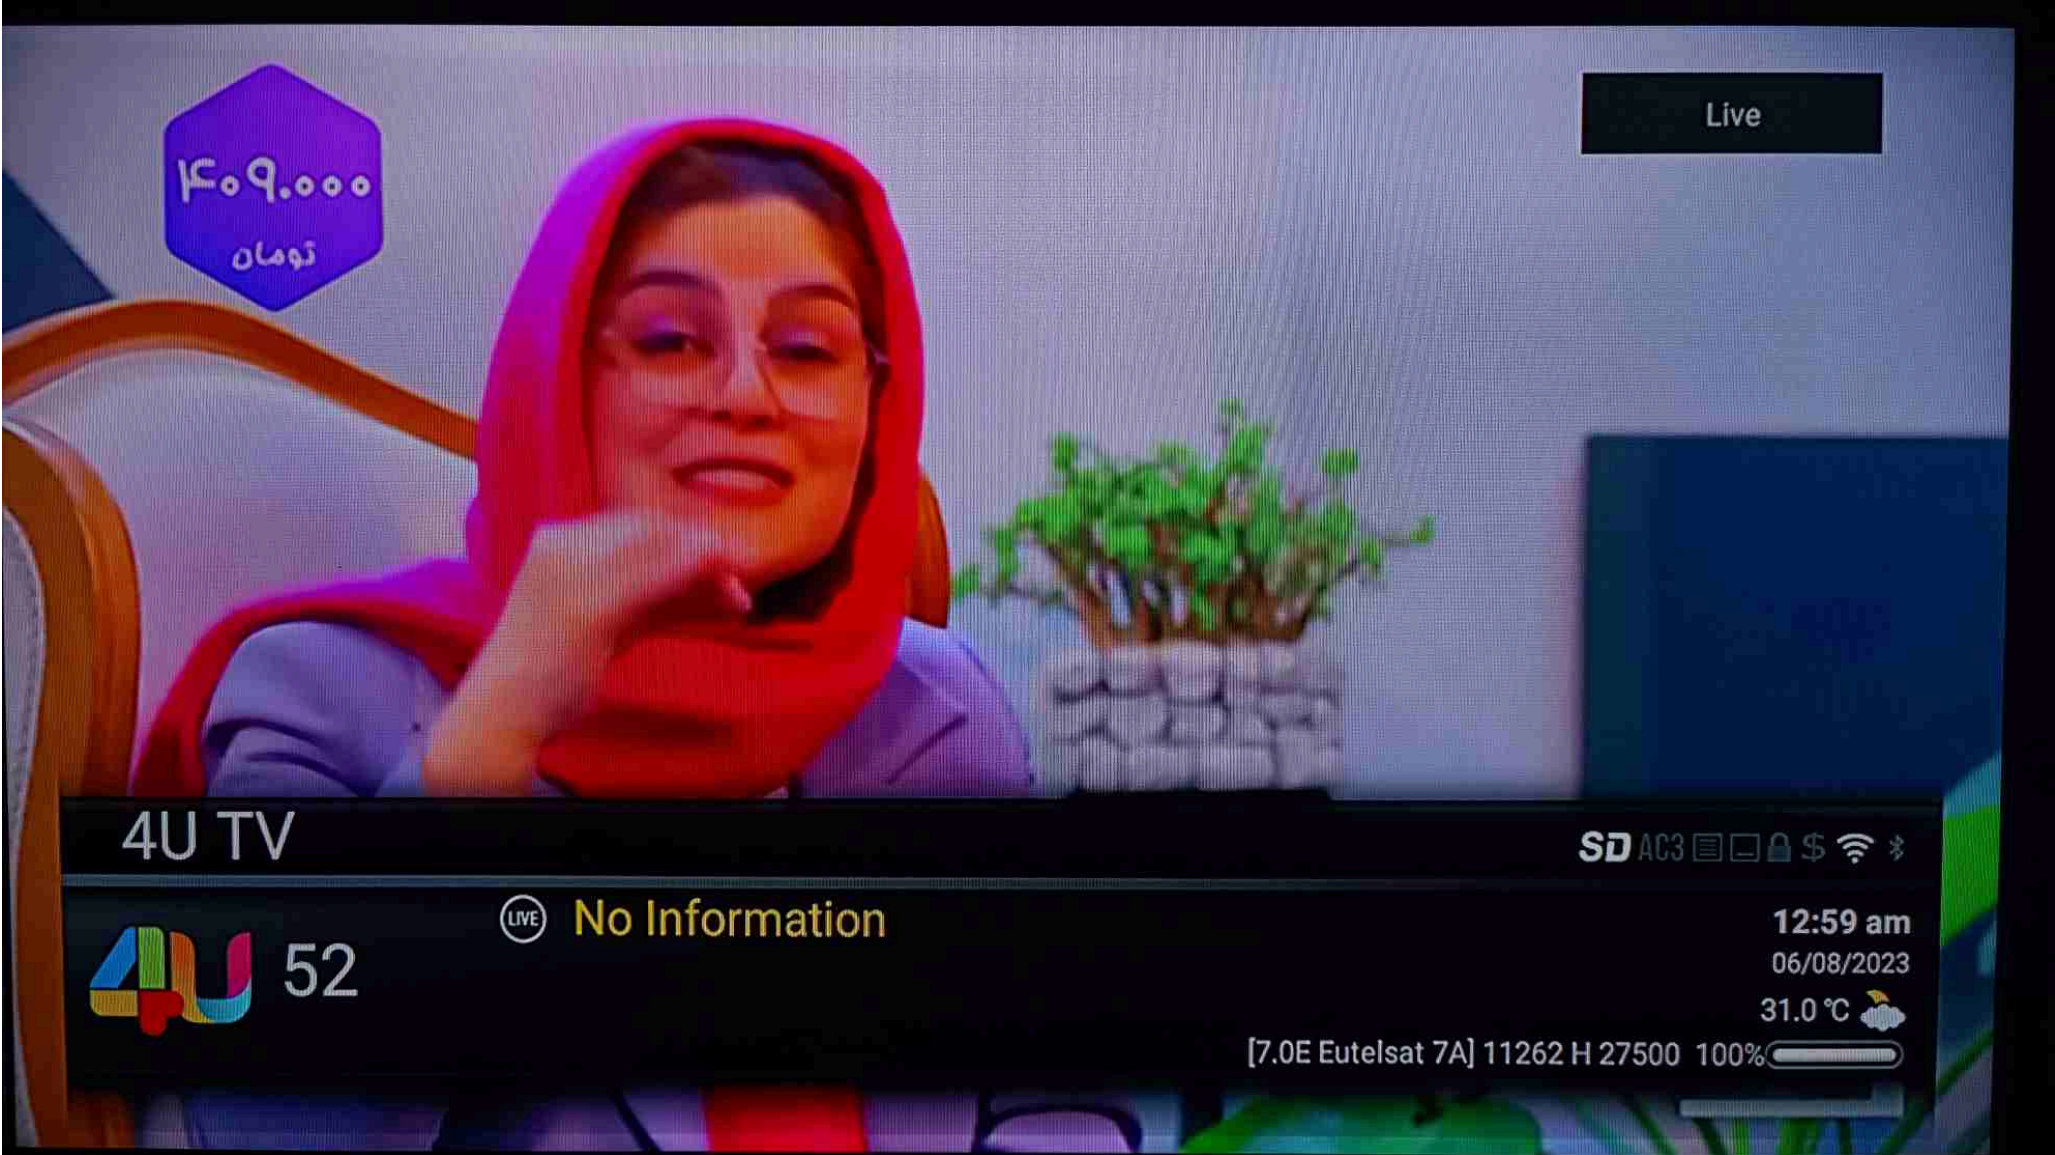 ۴۰۹.۰۰۰
تومان
Live
4U TV
SD AC3 $
4U 52
LIVE No Information
12:59 am
06/08/2023
31.0 °C
[7.0E Eutelsat 7A] 11262 H 27500 100%